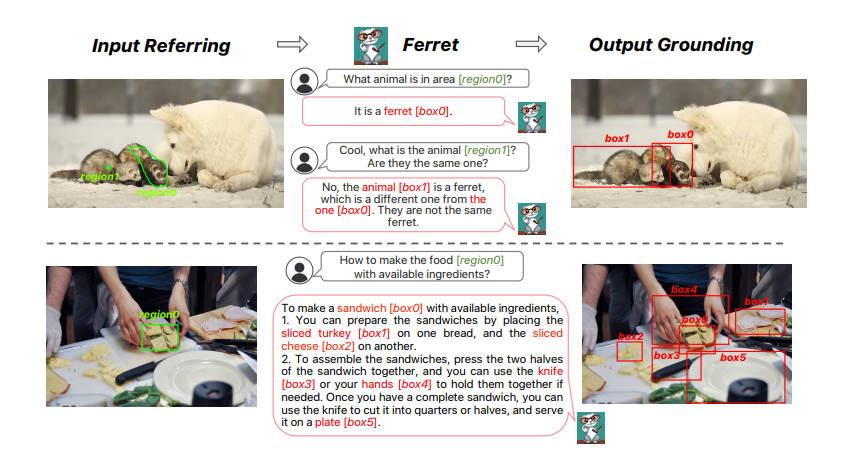 Input Referring
Ferret
Output Grounding
What animal is in area [region0]?
It is a ferret [box0].
Cool, what is the animal [region1]?
Are they the same one?
No, the animal [box1] is a ferret,
which is a different one from the
one [box0]. They are not the same
ferret.
region1
region0
box1
box0
How to make the food [region0]
with available ingredients?
To make a sandwich [box0] with available ingredients,
1. You can prepare the sandwiches by placing the
sliced turkey [box1] on one bread, and the sliced
cheese [box2] on another.
2. To assemble the sandwiches, press the two halves
of the sandwich together, and you can use the knife
[box3] or your hands [box4] to hold them together if
needed. Once you have a complete sandwich, you can
use the knife to cut it into quarters or halves, and serve
it on a plate [box5].
region0
box4
box1
box0
box2
box3
box5